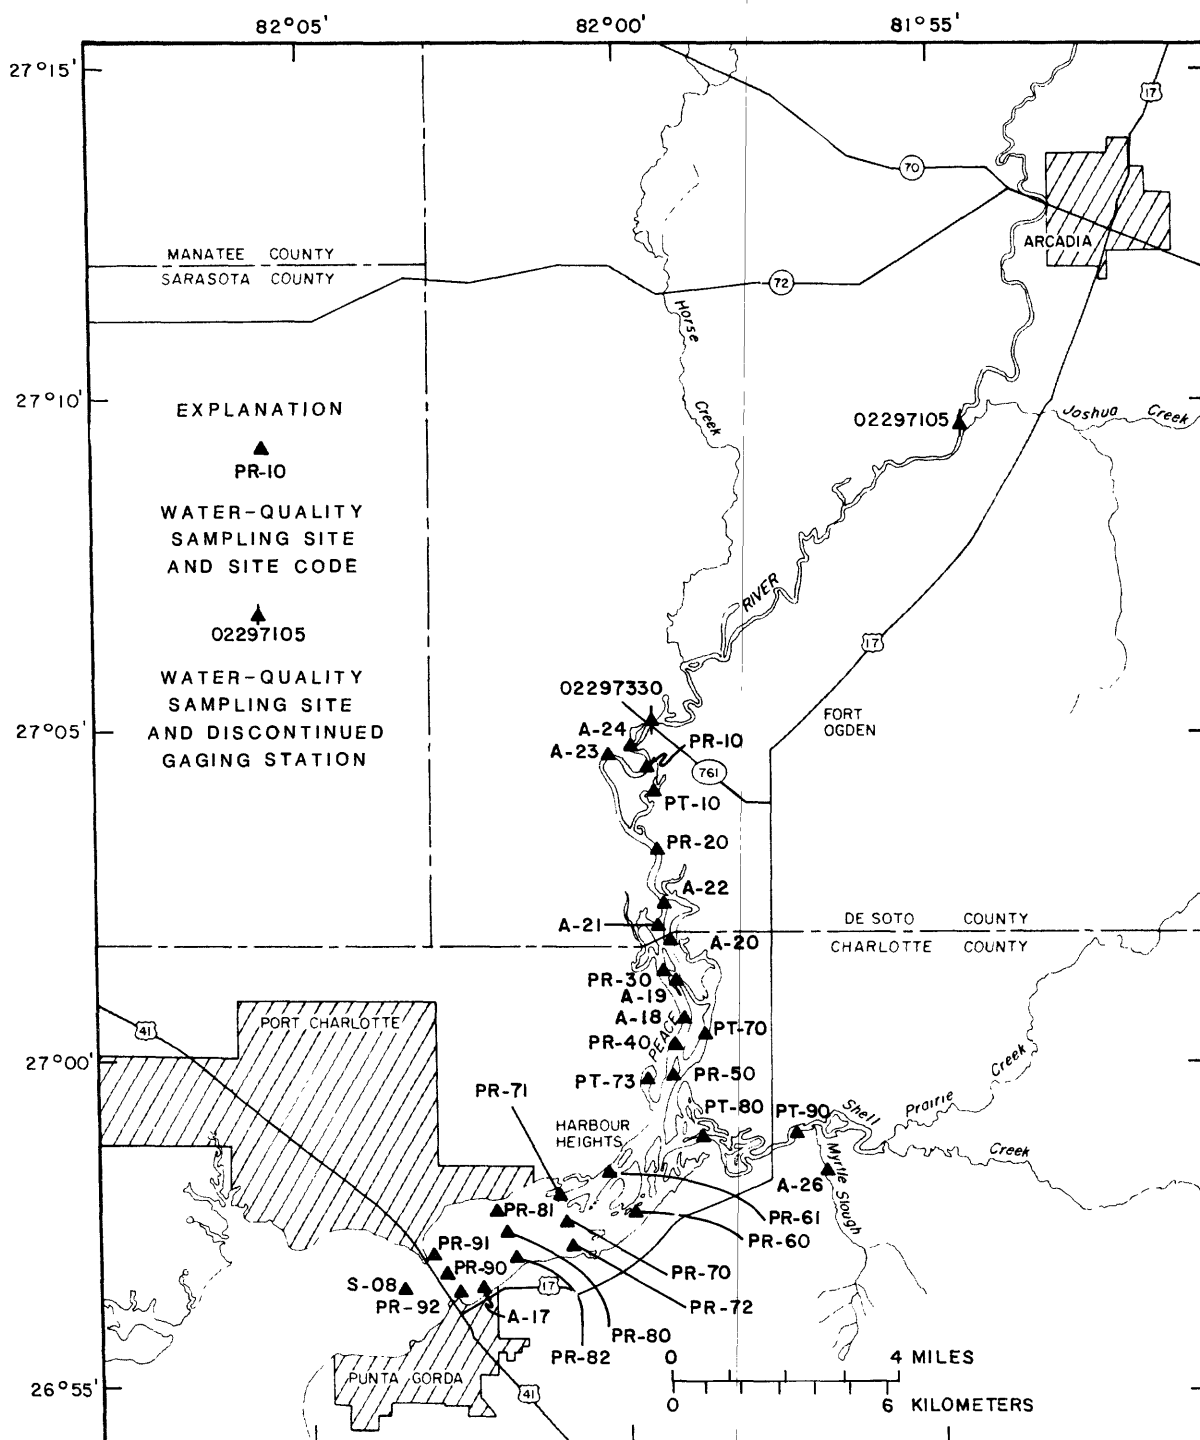 82°05'
82°00'
81°55'
27°15'
17
70
ARCADIA
MANATEE COUNTY
SARASOTA COUNTY
72
Horse
Creek
27°10'
EXPLANATION
PR-10
WATER-QUALITY
SAMPLING SITE
AND SITE CODE
02297105
WATER-QUALITY
SAMPLING SITE
AND DISCONTINUED
GAGING STATION
02297105
Joshua Creek
RIVER
17
02297330
27°05'
FORT
OGDEN
A-24
PR-10
A-23
761
PT-10
PR-20
A-22
A-21
DE SOTO COUNTY
A-20
CHARLOTTE COUNTY
PR-30
A-19
A-18
PEACE
PT-70
PR-40
PORT CHARLOTTE
41
27°00'
PT-73
PR-50
PR-71
PT-80
PT-90
Shell
Prairie
Creek
Creek
HARBOUR
HEIGHTS
A-26
Myrtle Slough
PR-81
PR-61
PR-60
PR-91
PR-90
PR-70
S-08
PR-92
17
A-17
PR-72
PR-80
PR-82
PUNTA GORDA
26°55'
41
0 4 MILES
0 6 KILOMETERS